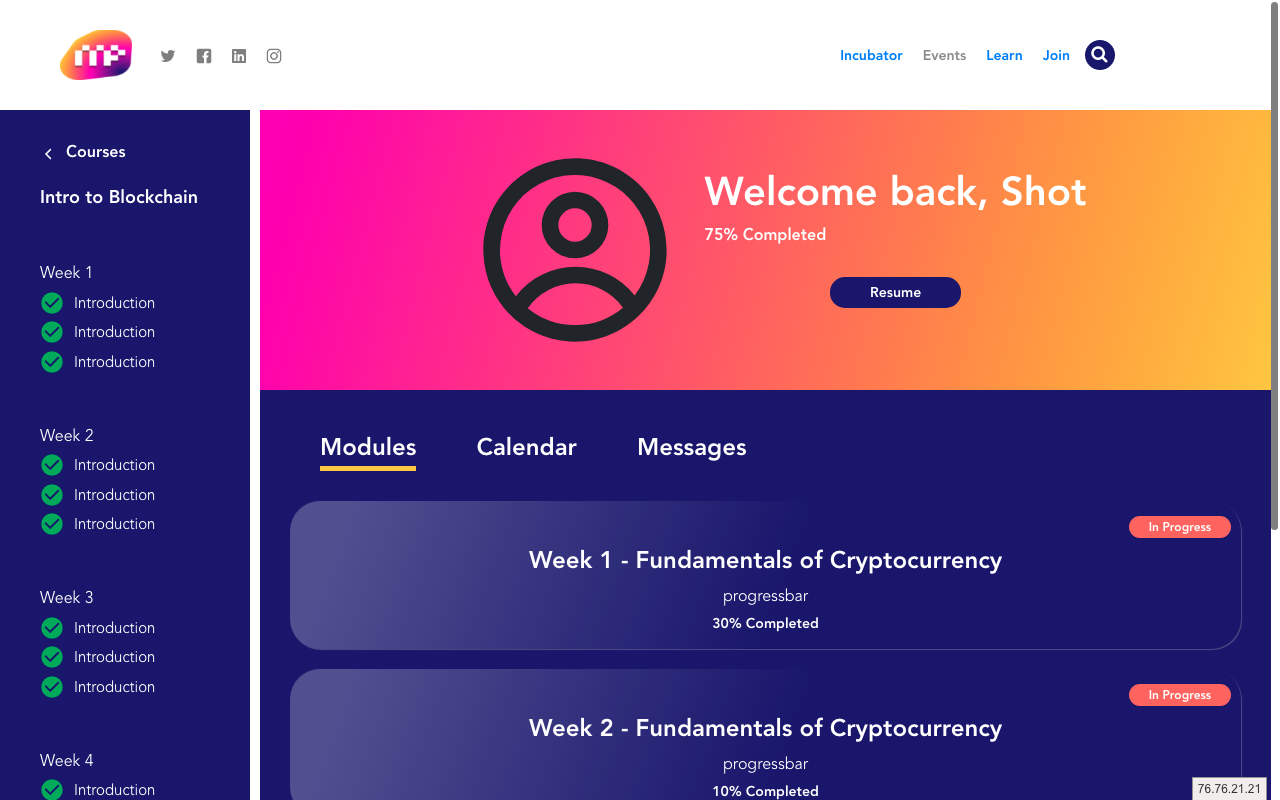 Incubator Events Learn Join
Courses
Intro to Blockchain
Week 1
Introduction
Introduction
Introduction
Week 2
Introduction
Introduction
Introduction
Week 3
Introduction
Introduction
Introduction
Week 4
Introduction
Welcome back, Shot
75% Completed
Resume
Modules Calendar Messages
In Progress
Week 1 - Fundamentals of Cryptocurrency
progressbar
30% Completed
In Progress
Week 2 - Fundamentals of Cryptocurrency
progressbar
10% Completed
76.76.21.21